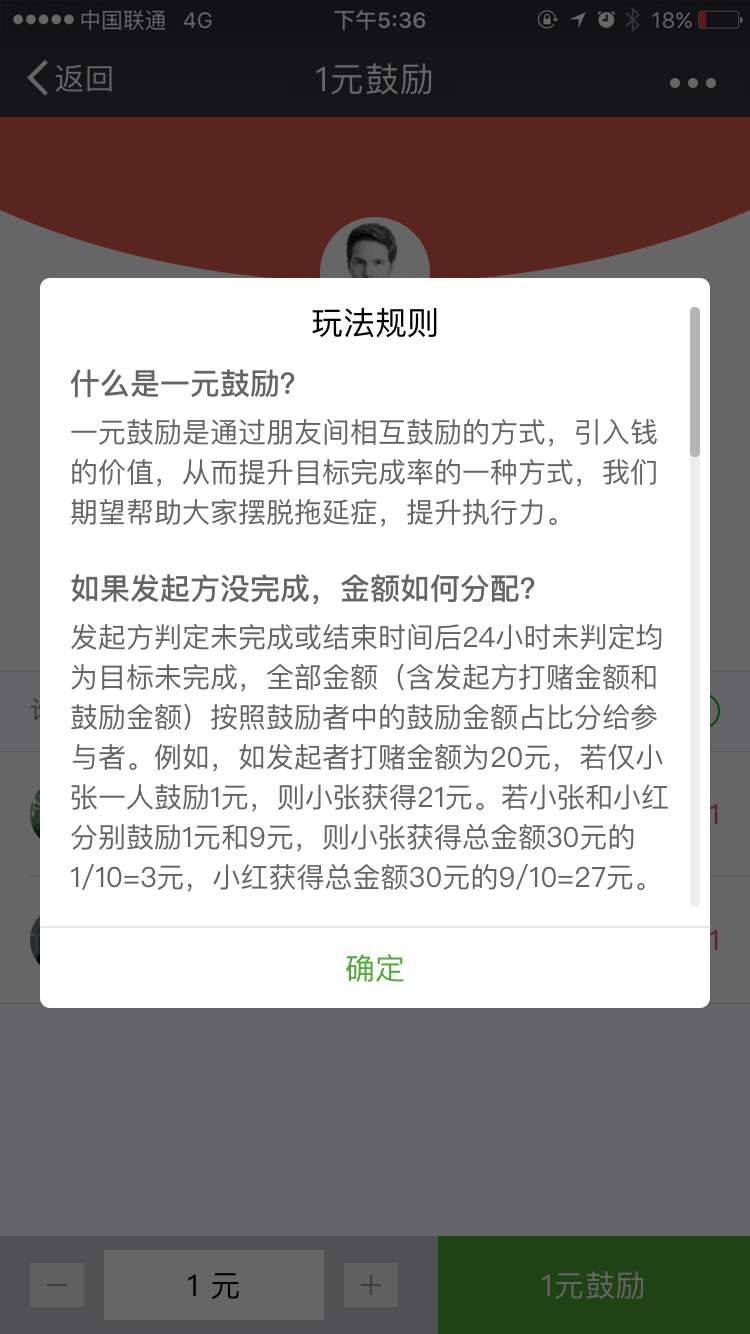 中国联通 4G 下午5:36 18%
返回 1元鼓励
玩法规则
什么是一元鼓励?
一元鼓励是通过朋友间相互鼓励的方式，引入钱
的价值，从而提升目标完成率的一种方式，我们
期望帮助大家摆脱拖延症，提升执行力。
如果发起方没完成，金额如何分配?
发起方判定未完成或结束时间后24小时未判定均
为目标未完成，全部金额（含发起方打赌金额和
鼓励金额）按照鼓励者中的鼓励金额占比分给参
与者。例如，如发起者打赌金额为20元，若仅小
张一人鼓励1元，则小张获得21元。若小张和小红
分别鼓励1元和9元，则小张获得总金额30元的
1/10=3元，小红获得总金额30元的9/10=27元。
1
1
确定
1 元
1元鼓励